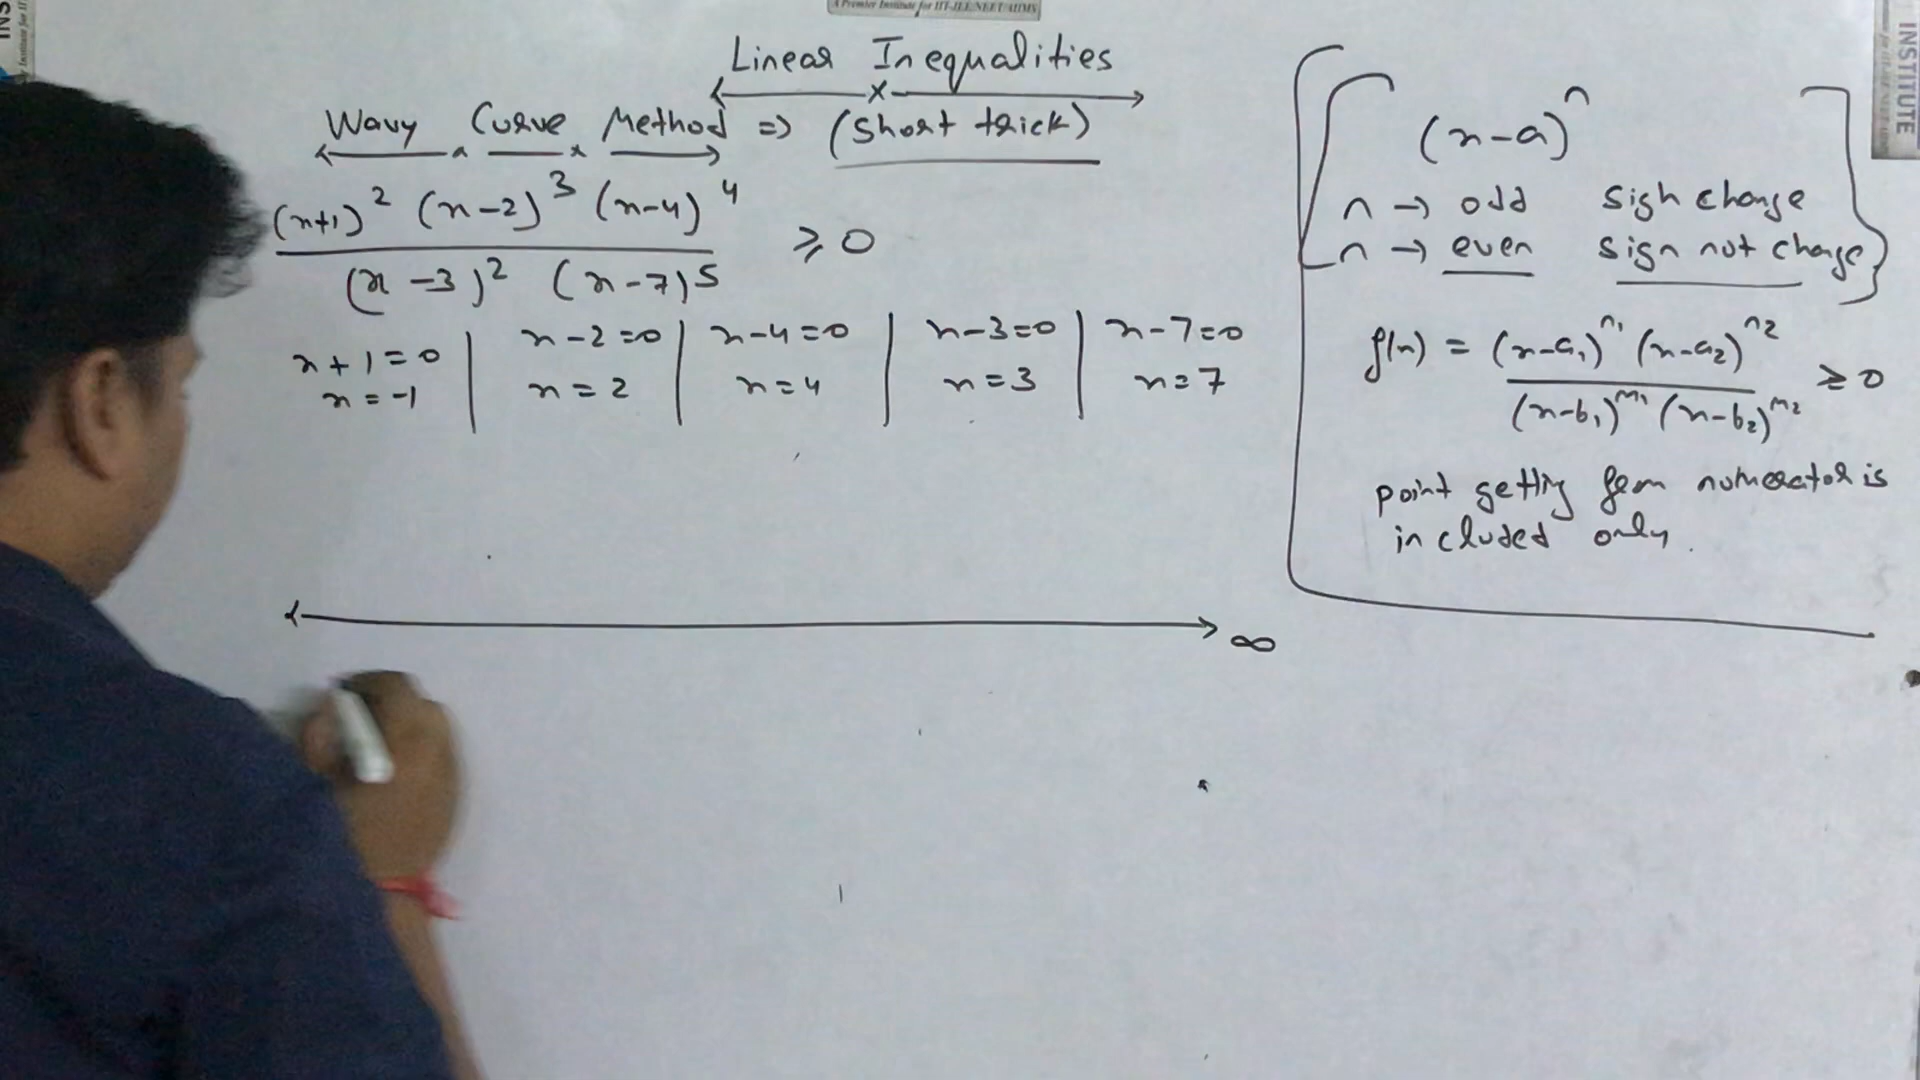 A Premier Institute for IIT-JEE/NEET/AIIMS
INS
INSTITUTE
Linear Inequalities
Wavy Curve Method => (Short trick)
(x+1)² (x-2)³ (x-4)⁴
(x-3)² (x-7)⁵
≥ 0
x+1=0 | x-2=0 | x-4=0 | x-3=0 | x-7=0
x=-1 | x=2 | x=4 | x=3 | x=7
∞
(x-a)ⁿ
n → odd sigh change
n → even sign not change
f(x) = (x-a₁)ⁿ¹ (x-a₂)ⁿ²
(x-b₁)ᵐ¹ (x-b₂)ᵐ²
≥ 0
point getting from numerator is
included only.